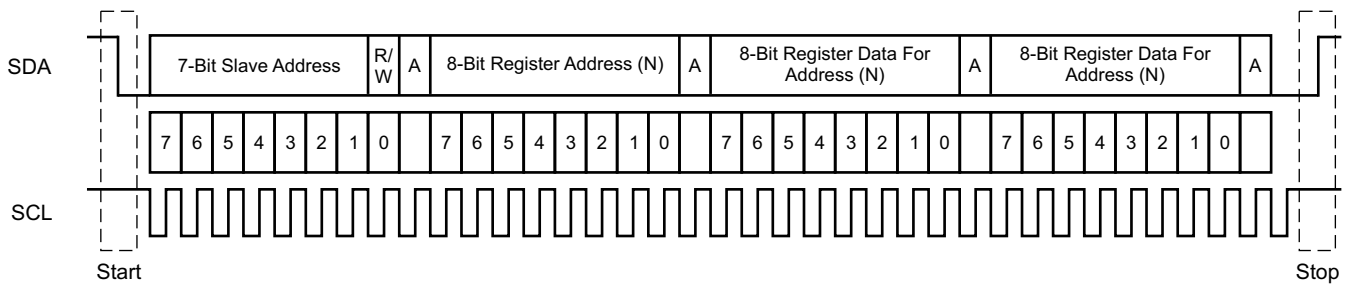 SDA
7-Bit Slave Address
R/
W
A
8-Bit Register Address (N)
A
8-Bit Register Data For
Address (N)
A
8-Bit Register Data For
Address (N)
A
7 6 5 4 3 2 1 0 7 6 5 4 3 2 1 0 7 6 5 4 3 2 1 0 7 6 5 4 3 2 1 0
SCL
Start
Stop